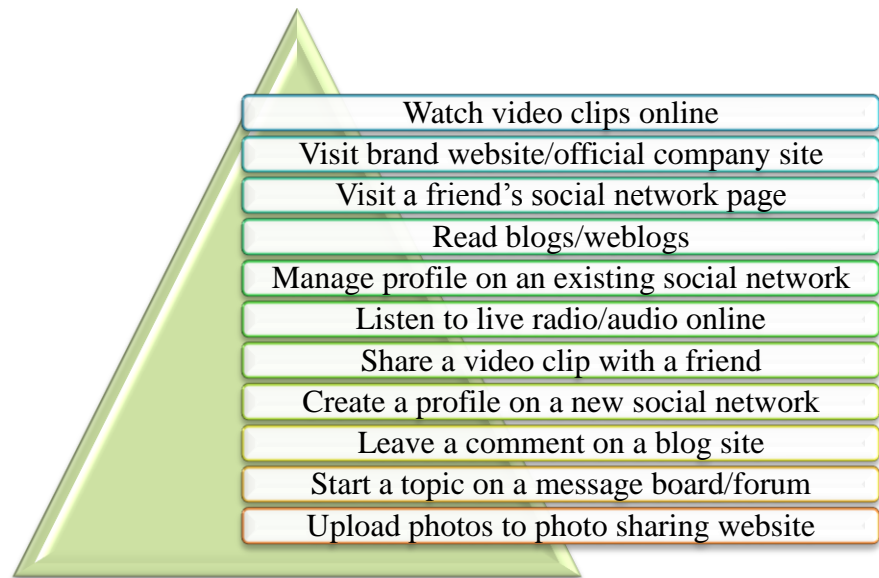 Watch video clips online
Visit brand website/official company site
Visit a friend’s social network page
Read blogs/weblogs
Manage profile on an existing social network
Listen to live radio/audio online
Share a video clip with a friend
Create a profile on a new social network
Leave a comment on a blog site
Start a topic on a message board/forum
Upload photos to photo sharing website